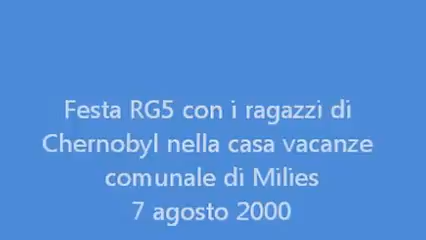 Festa RG5 con i ragazzi di
Chernobyl nella casa vacanze
comunale di Milies
7 agosto 2000